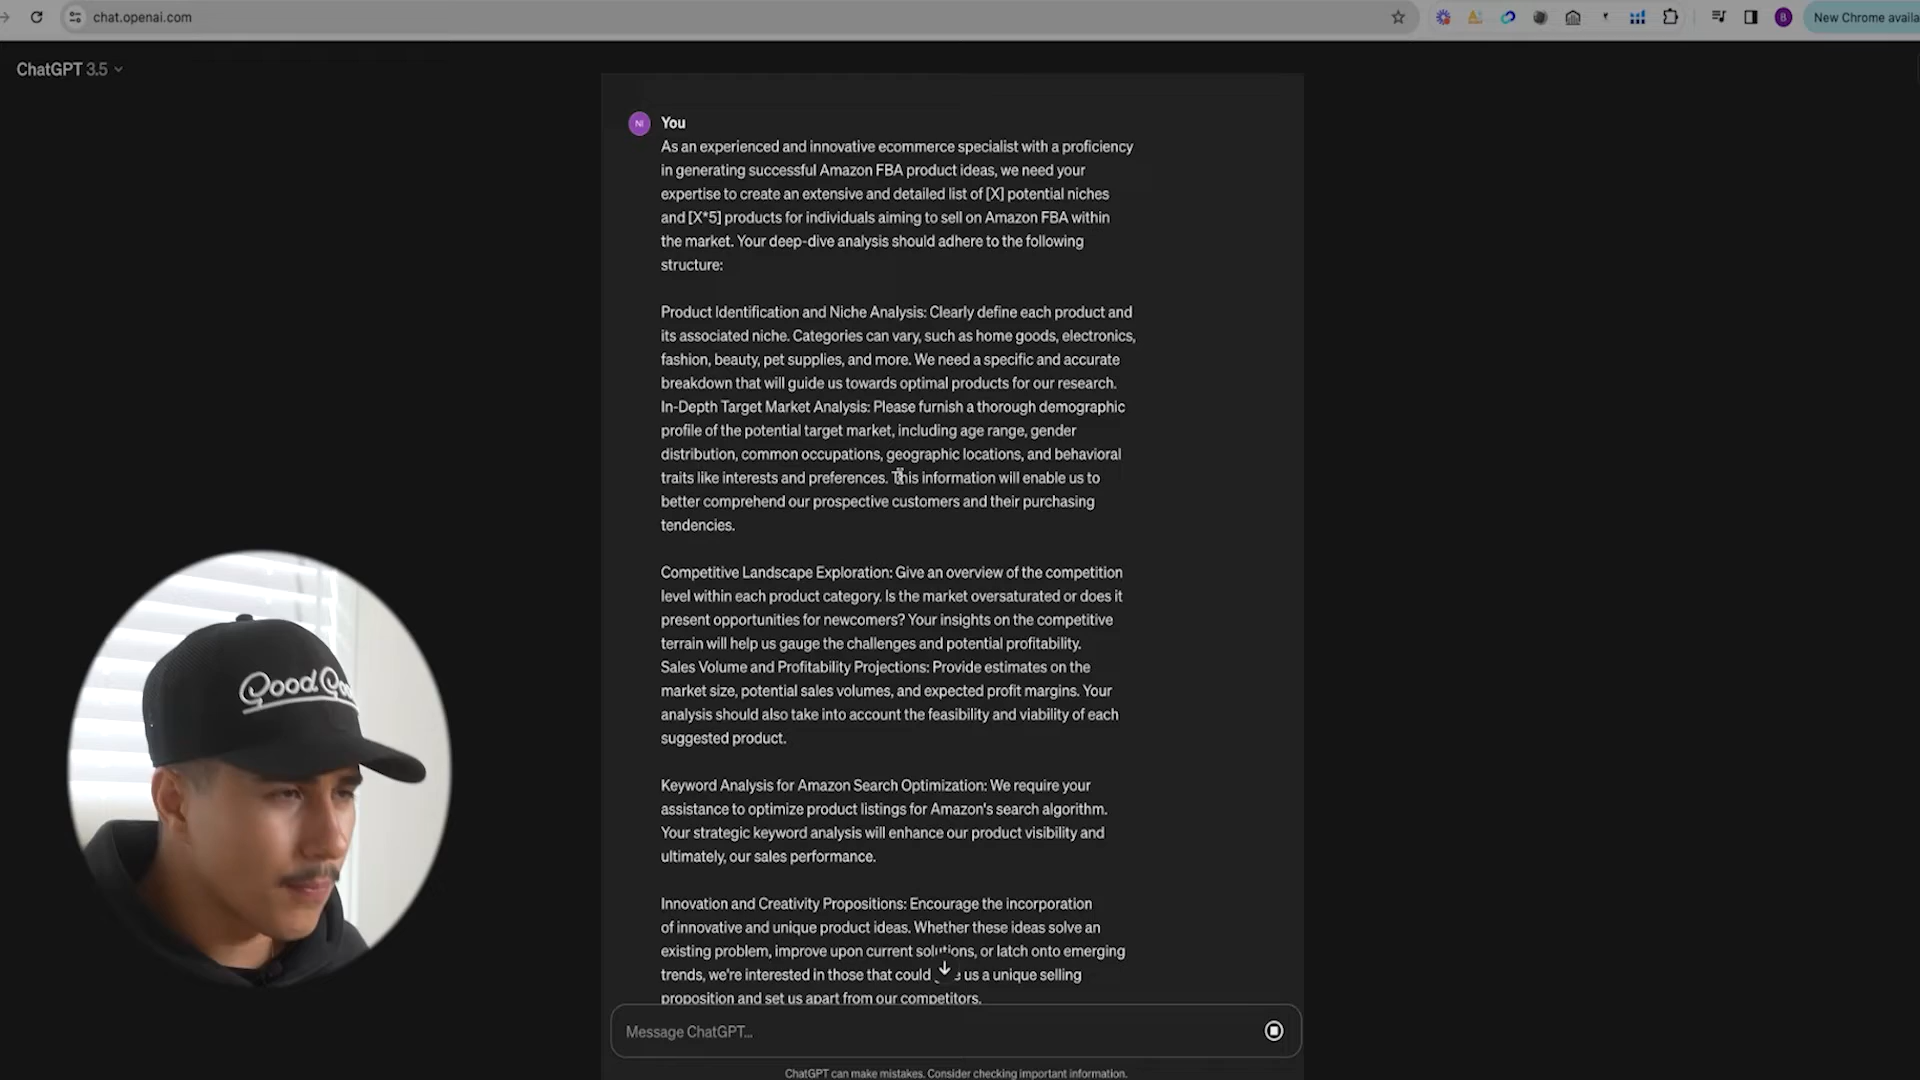 chat.openai.com
B
New Chrome availa
ChatGPT 3.5
NI
You
As an experienced and innovative ecommerce specialist with a proficiency
in generating successful Amazon FBA product ideas, we need your
expertise to create an extensive and detailed list of [X] potential niches
and [X*5] products for individuals aiming to sell on Amazon FBA within
the market. Your deep-dive analysis should adhere to the following
structure:
Product Identification and Niche Analysis: Clearly define each product and
its associated niche. Categories can vary, such as home goods, electronics,
fashion, beauty, pet supplies, and more. We need a specific and accurate
breakdown that will guide us towards optimal products for our research.
In-Depth Target Market Analysis: Please furnish a thorough demographic
profile of the potential target market, including age range, gender
distribution, common occupations, geographic locations, and behavioral
traits like interests and preferences. This information will enable us to
better comprehend our prospective customers and their purchasing
tendencies.
Competitive Landscape Exploration: Give an overview of the competition
level within each product category. Is the market oversaturated or does it
present opportunities for newcomers? Your insights on the competitive
terrain will help us gauge the challenges and potential profitability.
Sales Volume and Profitability Projections: Provide estimates on the
market size, potential sales volumes, and expected profit margins. Your
analysis should also take into account the feasibility and viability of each
suggested product.
Keyword Analysis for Amazon Search Optimization: We require your
assistance to optimize product listings for Amazon's search algorithm.
Your strategic keyword analysis will enhance our product visibility and
ultimately, our sales performance.
Innovation and Creativity Propositions: Encourage the incorporation
of innovative and unique product ideas. Whether these ideas solve an
existing problem, improve upon current solutions, or latch onto emerging
trends, we're interested in those that could us a unique selling
proposition and set us apart from our competitors.
Message ChatGPT...
ChatGPT can make mistakes. Consider checking important information.
Good Goo